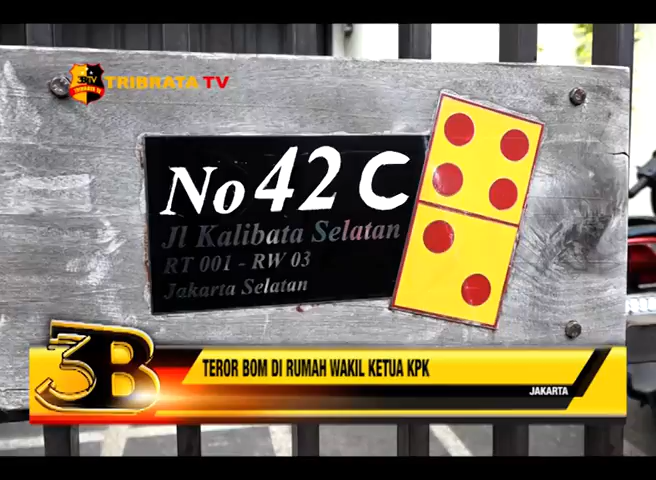 TRIBRATA TV
No 42 C
Jl Kalibata Selatan
RT 001 - RW 03
Jakarta Selatan
3B
TEROR BOM DI RUMAH WAKIL KETUA KPK
JAKARTA